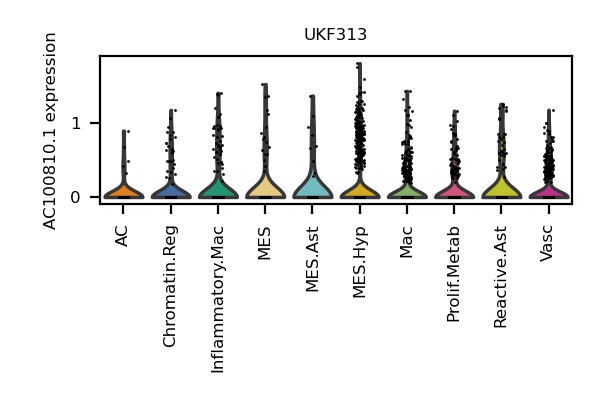 UKF313
AC100810.1 expression
1
0
AC
Chromatin.Reg
Inflammatory.Mac
MES
MES.Ast
MES.Hyp
Mac
Prolif.Metab
Reactive.Ast
Vasc